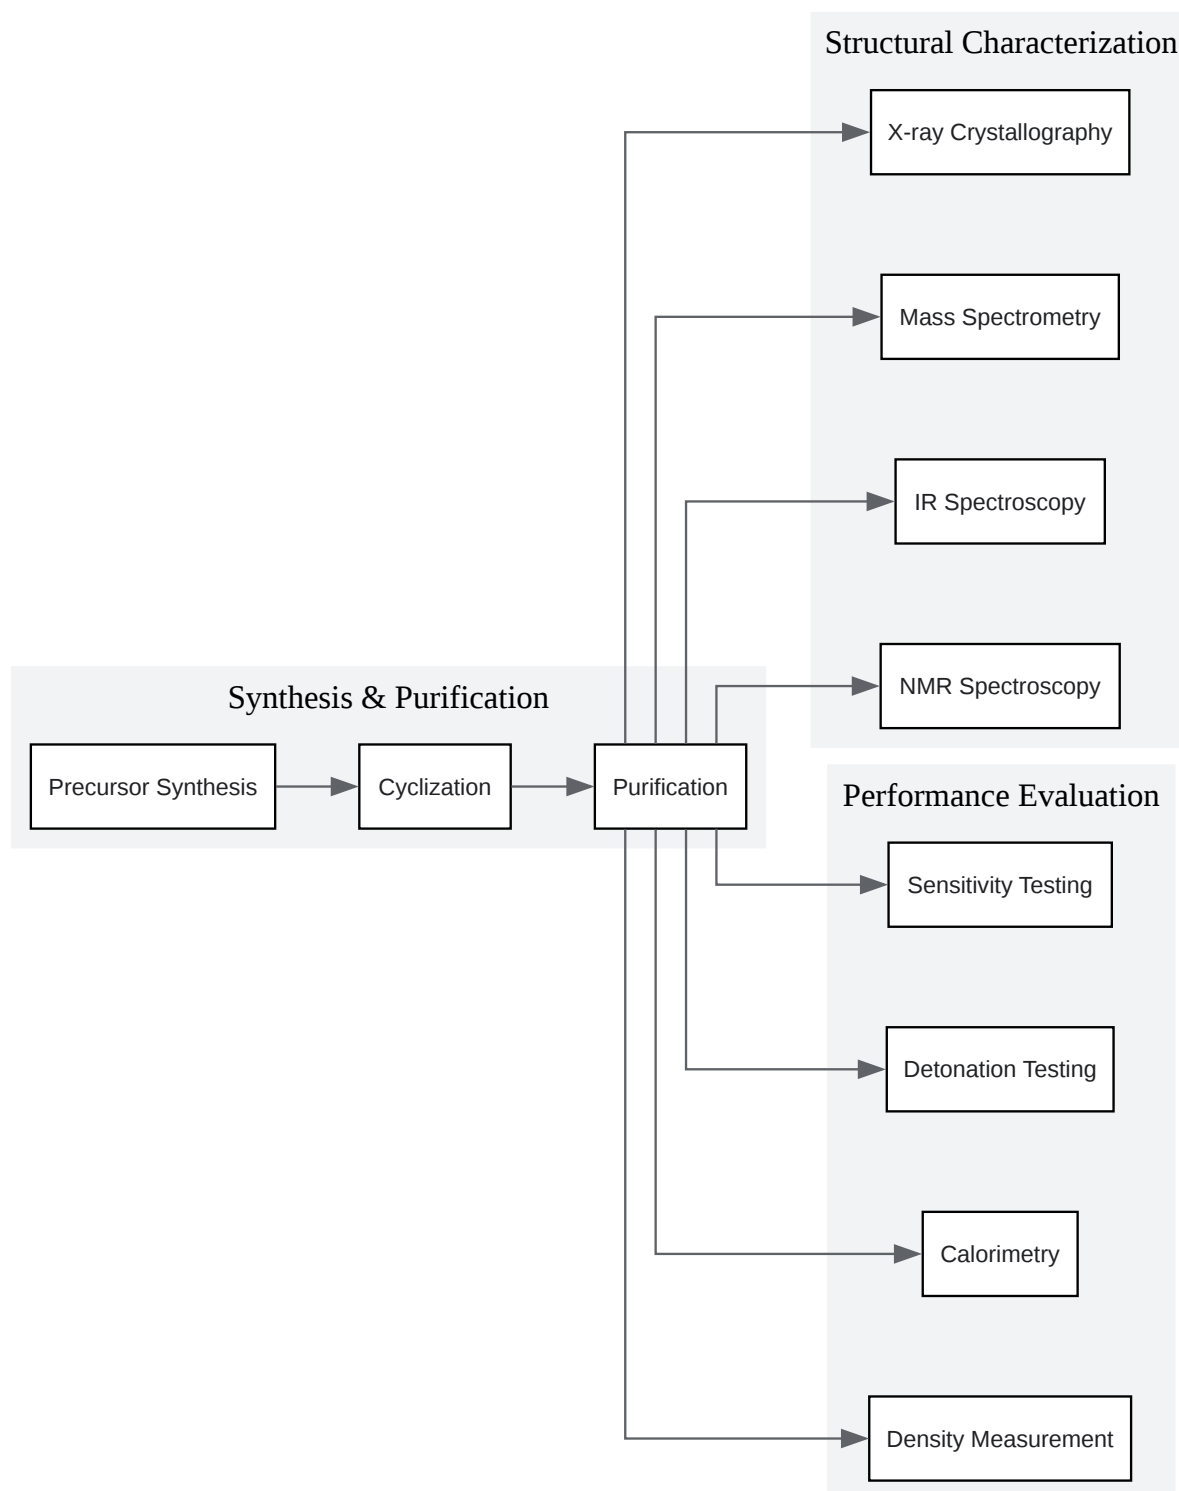 Structural Characterization
X-ray Crystallography
Mass Spectrometry
IR Spectroscopy
NMR Spectroscopy
Synthesis & Purification
Precursor Synthesis
Cyclization
Purification
Performance Evaluation
Sensitivity Testing
Detonation Testing
Calorimetry
Density Measurement